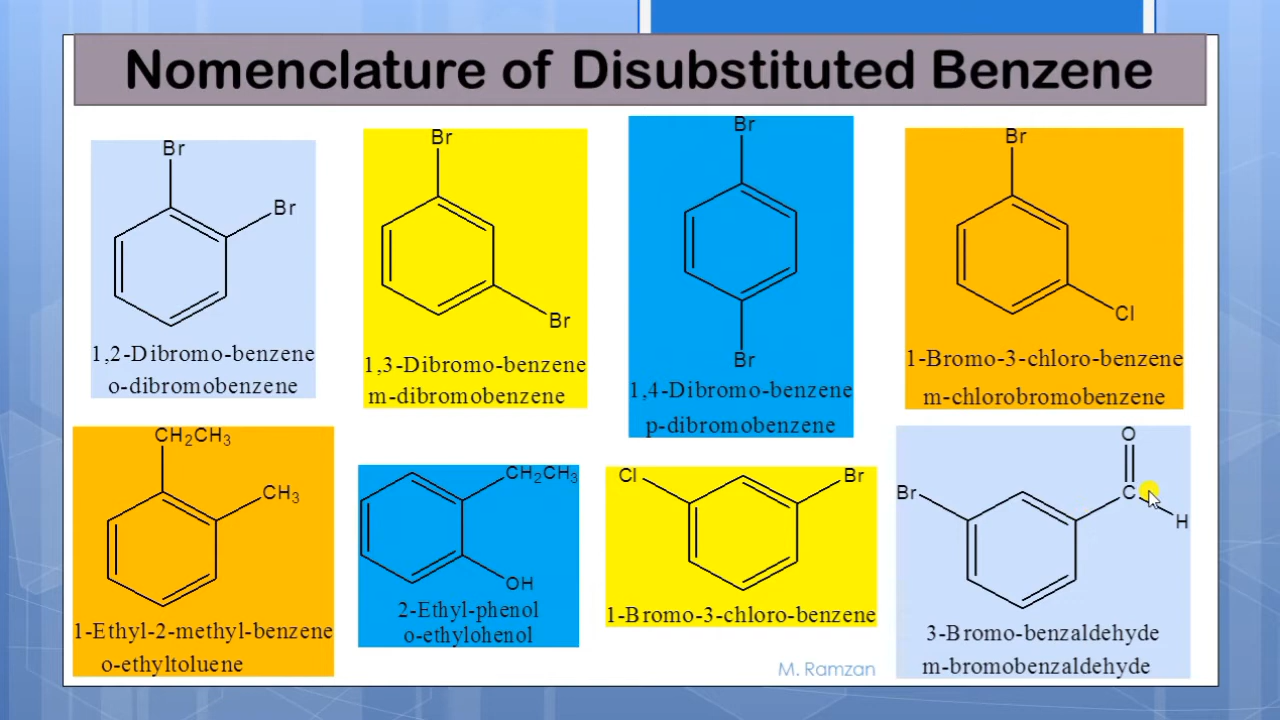 Nomenclature of Disubstituted Benzene
Br
Br
1,2-Dibromo-benzene
o-dibromobenzene
Br
Br
1,3-Dibromo-benzene
m-dibromobenzene
Br
Br
1,4-Dibromo-benzene
p-dibromobenzene
Br
Cl
1-Bromo-3-chloro-benzene
m-chlorobromobenzene
CH₂CH₃
CH₃
1-Ethyl-2-methyl-benzene
o-ethyltoluene
CH₂CH₃
OH
2-Ethyl-phenol
o-ethylohenol
Cl
Br
1-Bromo-3-chloro-benzene
O
Br
C
H
3-Bromo-benzaldehyde
m-bromobenzaldehyde
M. Ramzan